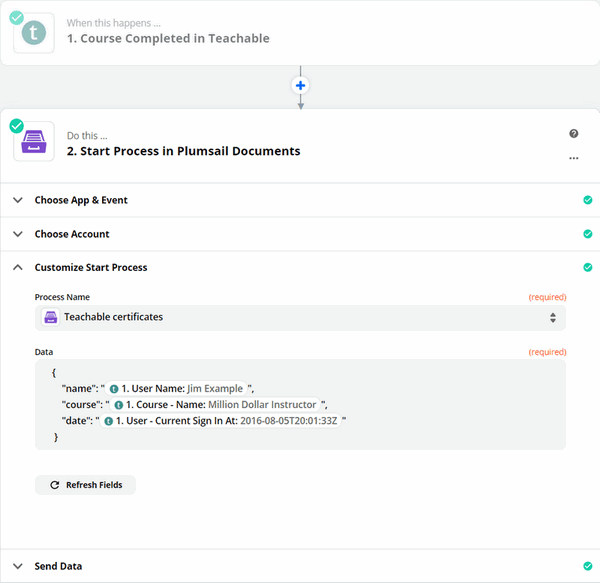 When this happens ...
t
1. Course Completed in Teachable
Do this ...
2. Start Process in Plumsail Documents
Choose App & Event
Choose Account
Customize Start Process
Process Name (required)
Teachable certificates
Data (required)
{
"name": " t 1. User Name: Jim Example ",
"course": " t 1. Course - Name: Million Dollar Instructor ",
"date": " t 1. User - Current Sign In At: 2016-08-05T20:01:33Z "
}
Refresh Fields
Send Data